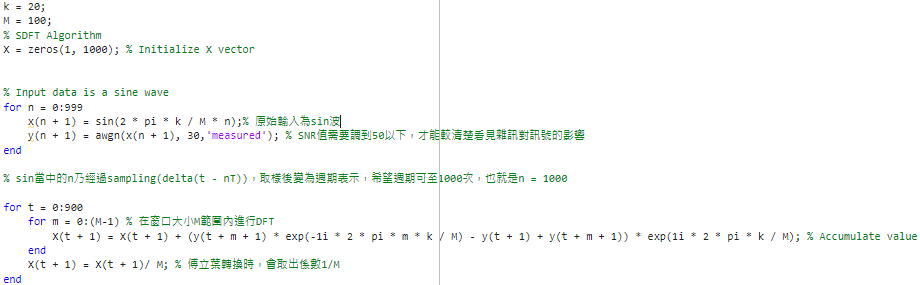 k = 20;
M = 100;
% SDFT Algorithm
X = zeros(1, 1000); % Initialize X vector
% Input data is a sine wave
for n = 0:999
x(n + 1) = sin(2 * pi * k / M * n);% 原始輸入為sin波
y(n + 1) = awgn(x(n + 1), 30,'measured'); % SNR值需要調到50以下，才能較清楚看見雜訊對訊號的影響
end
% sin當中的n乃經過sampling(delta(t - nT))，取樣後變為週期表示，希望週期可至1000次，也就是n = 1000
for t = 0:900
for m = 0:(M-1) % 在窗口大小M範圍內進行DFT
X(t + 1) = X(t + 1) + (y(t + m + 1) * exp(-1i * 2 * pi * m * k / M) - y(t + 1) + y(t + m + 1)) * exp(1i * 2 * pi * k / M); % Accumulate value
end
X(t + 1) = X(t + 1)/ M; % 傅立葉轉換時，會取出係數1/M
end